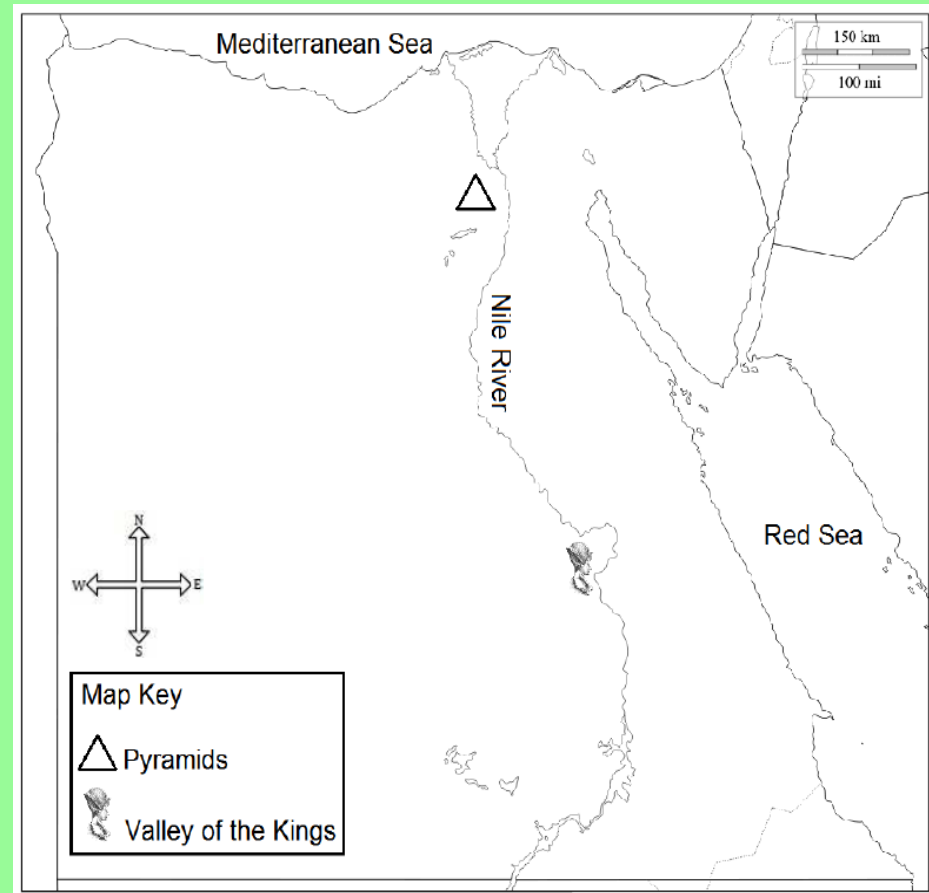 Mediterranean Sea
150 km
100 mi
Nile River
Red Sea
N
W E
S
Map Key
Pyramids
Valley of the Kings